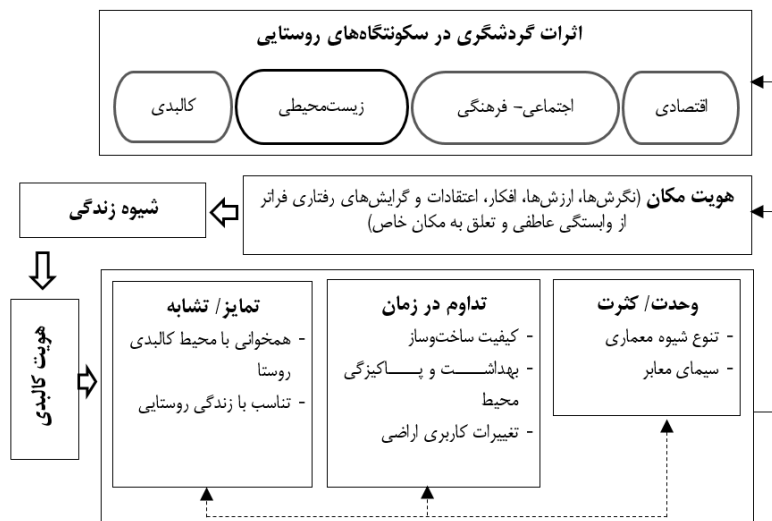 اثرات گردشگری در سکونتگاه‌های روستایی
اقتصادی
اجتماعی- فرهنگی
زیست‌محیطی
کالبدی
هویت مکان (نگرش‌ها، ارزش‌ها، افکار، اعتقادات و گرایش‌های رفتاری فراتر
از وابستگی عاطفی و تعلق به مکان خاص)
شیوه زندگی
هویت کالبدی
وحدت/ کثرت
- تنوع شیوه معماری
- سیمای معابر
تداوم در زمان
- کیفیت ساخت‌وساز
- بهداشت و پاکیزگی
محیط
- تغییرات کاربری اراضی
تمایز/ تشابه
- همخوانی با محیط کالبدی
روستا
- تناسب با زندگی روستایی